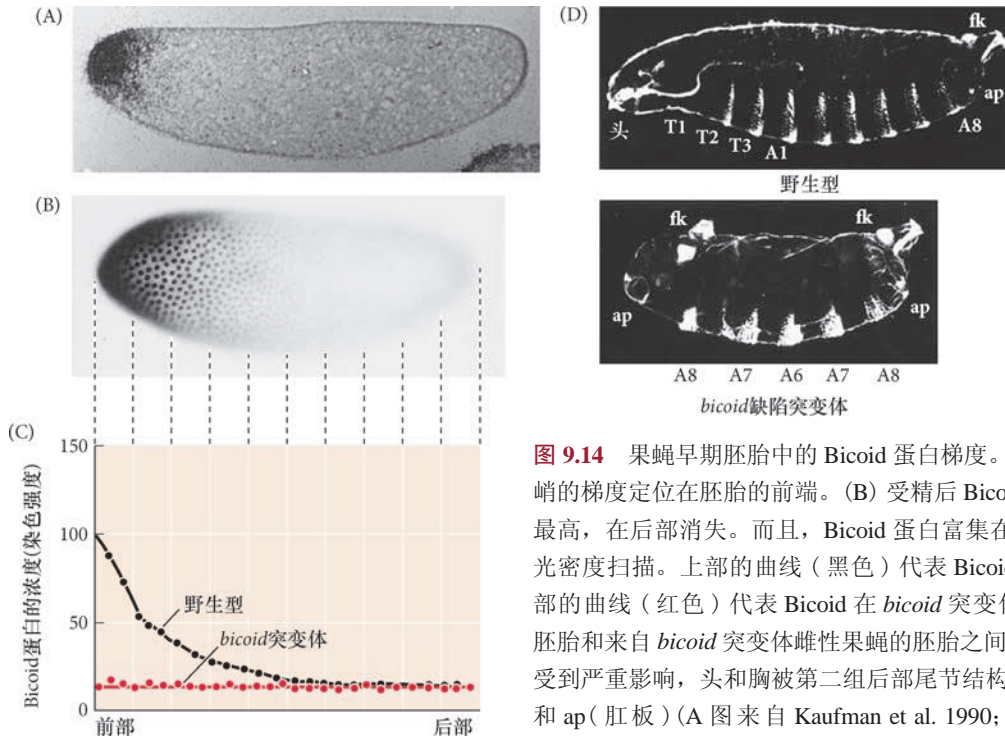 (A)
(B)
(C)
150
100
50
0
Bicoid蛋白的浓度(染色强度)
野生型
bicoid突变体
前部
后部
(D)
fk
ap
头
T1
T2
T3
A1
A8
野生型
fk
fk
ap
ap
A8 A7 A6 A7 A8
bicoid缺陷突变体
图 9.14 果蝇早期胚胎中的 Bicoid 蛋白梯度。
峭的梯度定位在胚胎的前端。(B) 受精后 Bico
最高，在后部消失。而且，Bicoid 蛋白富集在
光密度扫描。上部的曲线（黑色）代表 Bicoi
部的曲线（红色）代表 Bicoid 在 bicoid 突变
胚胎和来自 bicoid 突变体雌性果蝇的胚胎之间
受到严重影响，头和胸被第二组后部尾节结构
和 ap( 肛板 ) (A 图来自 Kaufman et al. 1990;